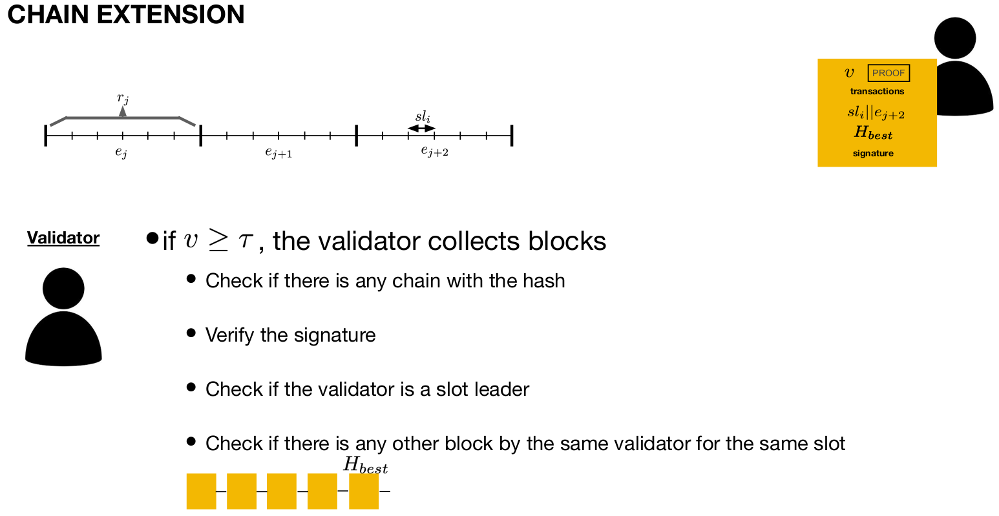 CHAIN EXTENSION
v PROOF
transactions
sl_i||e_{j+2}
H_{best}
signature
r_j
sl_i
e_j
e_{j+1}
e_{j+2}
Validator
•if v ≥ τ, the validator collects blocks
• Check if there is any chain with the hash
• Verify the signature
• Check if the validator is a slot leader
• Check if there is any other block by the same validator for the same slot
H_{best}